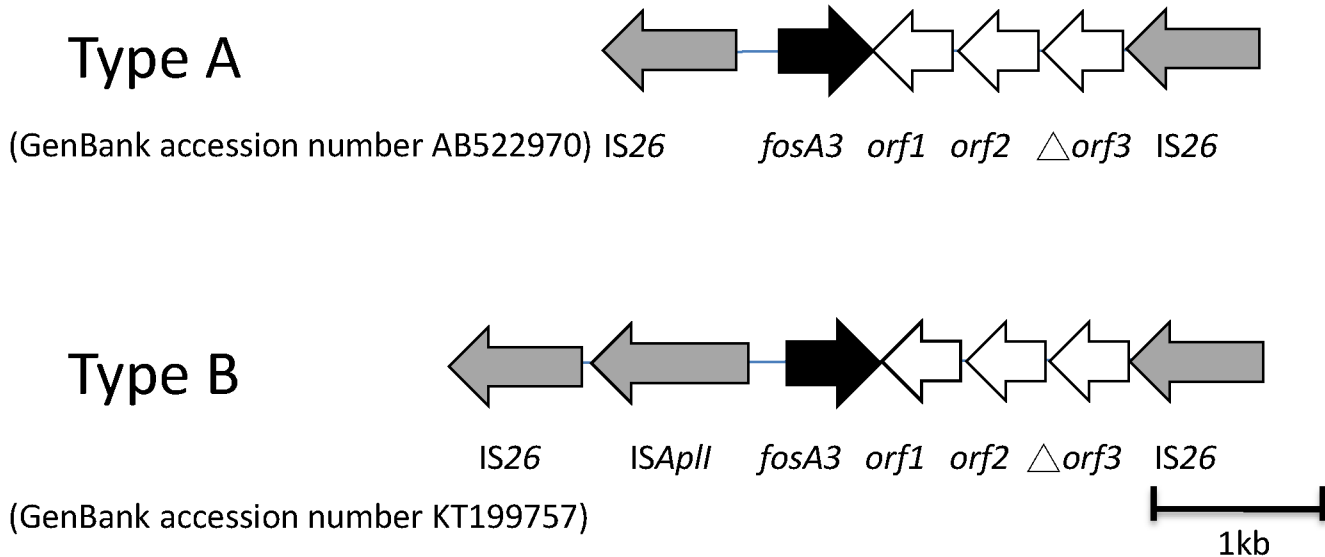 Type A
(GenBank accession number AB522970) IS26 fosA3 orf1 orf2 △orf3 IS26
Type B
IS26 ISAplI fosA3 orf1 orf2 △orf3 IS26
(GenBank accession number KT199757)
1kb